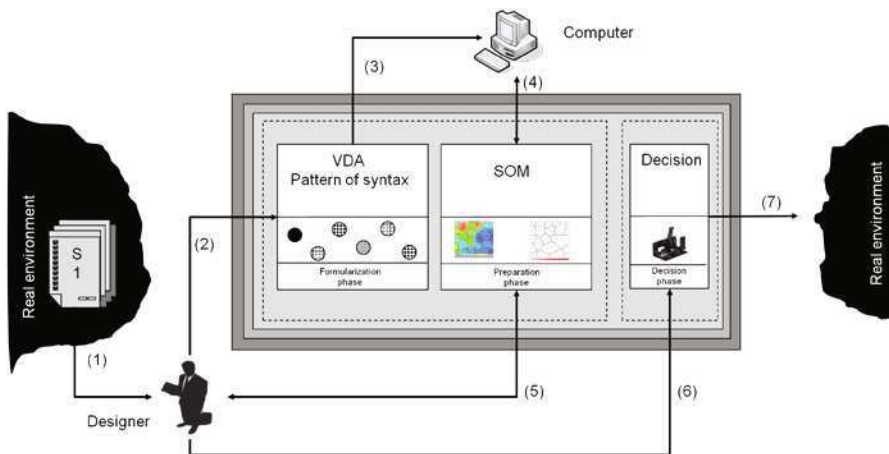 Computer
(3)
(4)
VDA
Pattern of syntax
SOM
Decision
Real environment
S
1
(2)
(7)
Real environment
Formularization
phase
Preparation
phase
Decision
phase
(1)
(5)
(6)
Designer